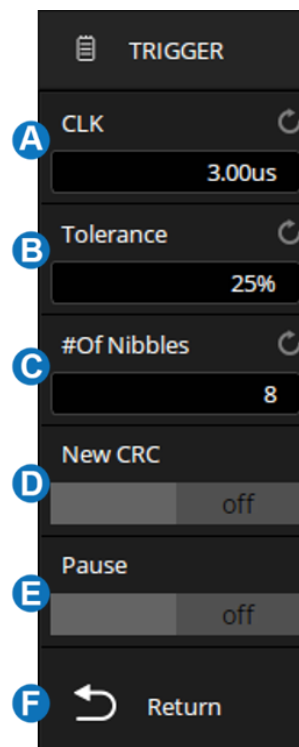 TRIGGER
A
CLK
3.00us
B
Tolerance
25%
C
#Of Nibbles
8
D
New CRC
off
E
Pause
off
F
Return